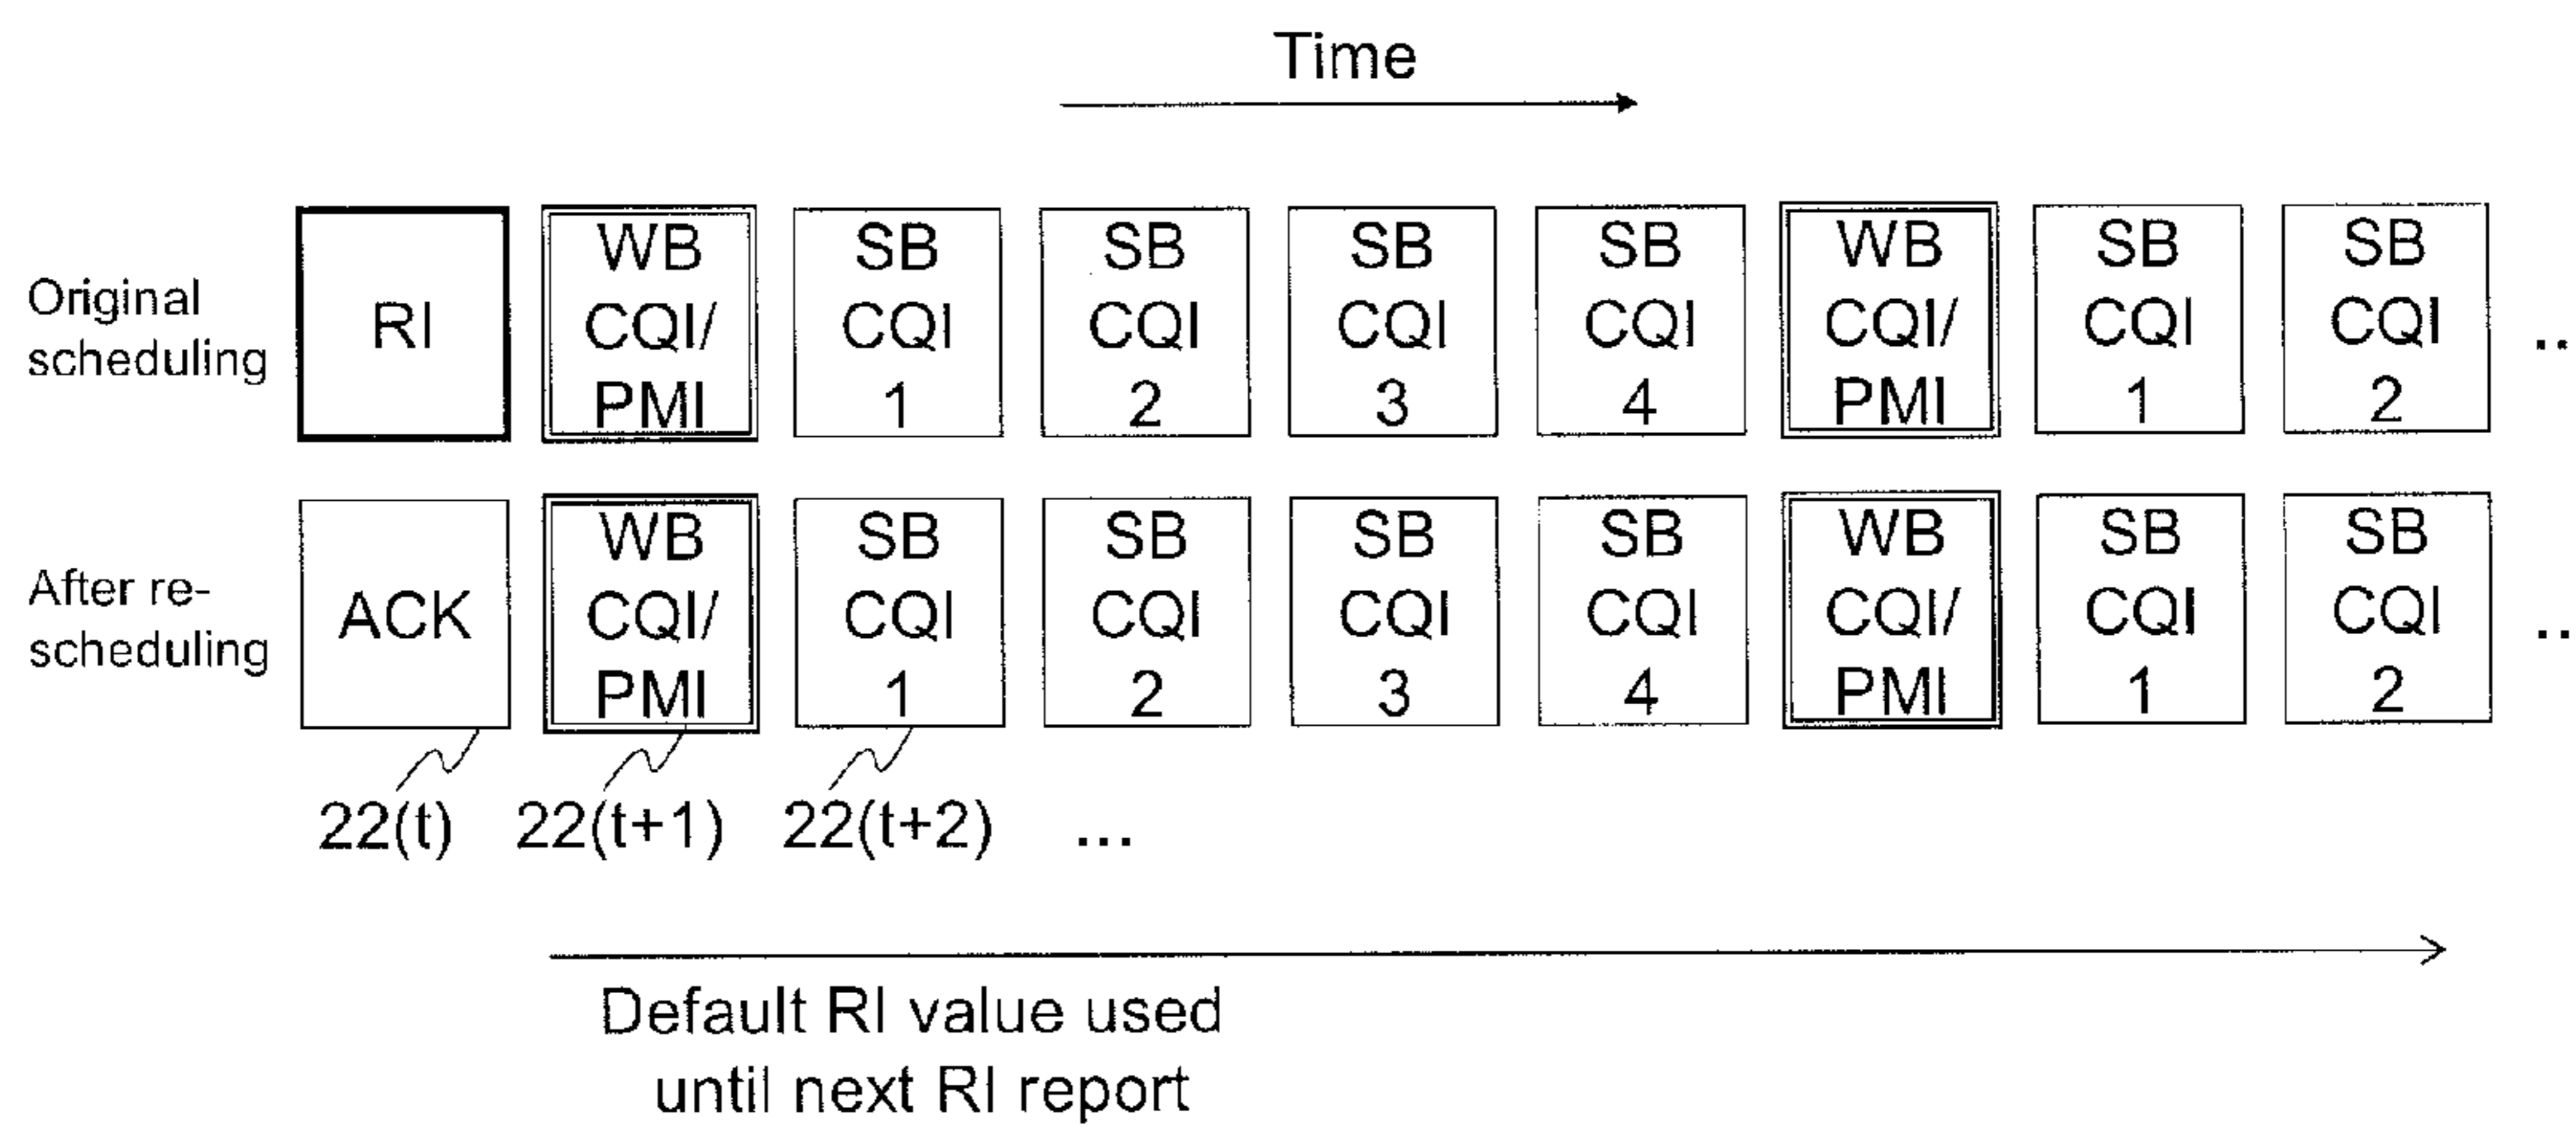 Time
Original
scheduling
RI
WB
CQI/
PMI
SB
CQI
1
SB
CQI
2
SB
CQI
3
SB
CQI
4
WB
CQI/
PMI
SB
CQI
1
SB
CQI
2
..
After re-
scheduling
ACK
WB
CQI/
PMI
SB
CQI
1
SB
CQI
2
SB
CQI
3
SB
CQI
4
WB
CQI/
PMI
SB
CQI
1
SB
CQI
2
..
22(t) 22(t+1) 22(t+2) ...
Default RI value used
until next RI report